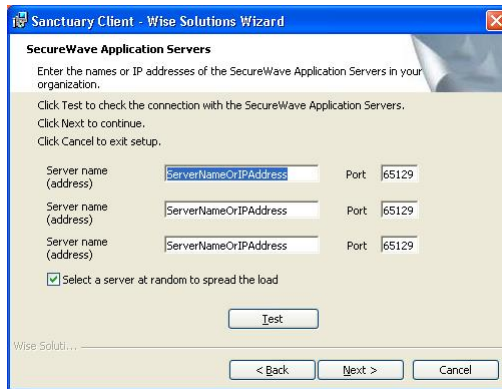 Sanctuary Client - Wise Solutions Wizard
SecureWave Application Servers
Enter the names or IP addresses of the SecureWave Application Servers in your
organization.
Click Test to check the connection with the SecureWave Application Servers.
Click Next to continue.
Click Cancel to exit setup.
Server name
(address)
ServerNameOrIPAddress
Port
65129
Server name
(address)
ServerNameOrIPAddress
Port
65129
Server name
(address)
ServerNameOrIPAddress
Port
65129
Select a server at random to spread the load
Test
Wise Soluti...
< Back
Next >
Cancel